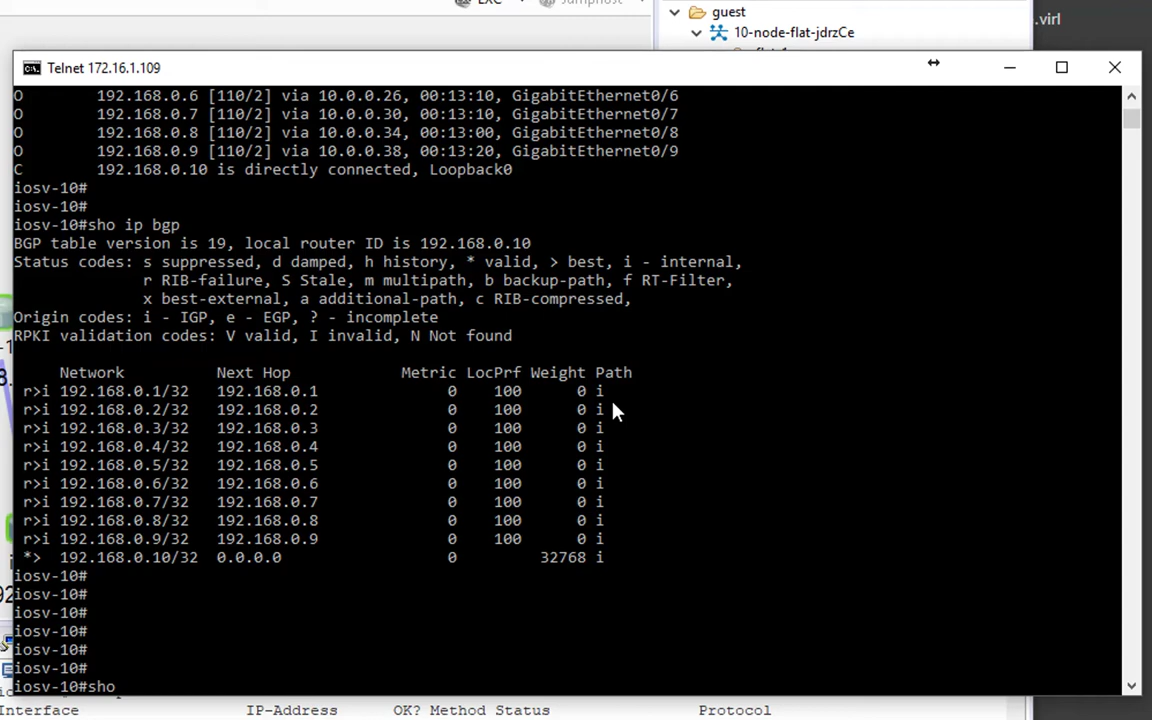 guest
.virl
10-node-flat-jdrzCe
Telnet 172.16.1.109
O        192.168.0.6 [110/2] via 10.0.0.26, 00:13:10, GigabitEthernet0/6
O        192.168.0.7 [110/2] via 10.0.0.30, 00:13:10, GigabitEthernet0/7
O        192.168.0.8 [110/2] via 10.0.0.34, 00:13:00, GigabitEthernet0/8
O        192.168.0.9 [110/2] via 10.0.0.38, 00:13:20, GigabitEthernet0/9
C        192.168.0.10 is directly connected, Loopback0
iosv-10#
iosv-10#
iosv-10#sho ip bgp
BGP table version is 19, local router ID is 192.168.0.10
Status codes: s suppressed, d damped, h history, * valid, > best, i - internal,
              r RIB-failure, S Stale, m multipath, b backup-path, f RT-Filter,
              x best-external, a additional-path, c RIB-compressed,
Origin codes: i - IGP, e - EGP, ? - incomplete
RPKI validation codes: V valid, I invalid, N Not found
     Network          Next Hop            Metric LocPrf Weight Path
 r>i 192.168.0.1/32   192.168.0.1              0    100      0 i
 r>i 192.168.0.2/32   192.168.0.2              0    100      0 i
 r>i 192.168.0.3/32   192.168.0.3              0    100      0 i
 r>i 192.168.0.4/32   192.168.0.4              0    100      0 i
 r>i 192.168.0.5/32   192.168.0.5              0    100      0 i
 r>i 192.168.0.6/32   192.168.0.6              0    100      0 i
 r>i 192.168.0.7/32   192.168.0.7              0    100      0 i
 r>i 192.168.0.8/32   192.168.0.8              0    100      0 i
 r>i 192.168.0.9/32   192.168.0.9              0    100      0 i
 *>  192.168.0.10/32  0.0.0.0                  0         32768 i
iosv-10#
iosv-10#
iosv-10#
iosv-10#
iosv-10#
iosv-10#
iosv-10#sho
Interface                  IP-Address      OK? Method Status                Protocol